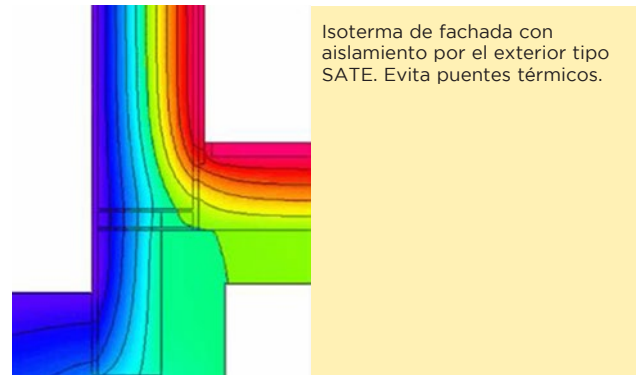 Isoterma de fachada con
aislamiento por el exterior tipo
SATE. Evita puentes térmicos.